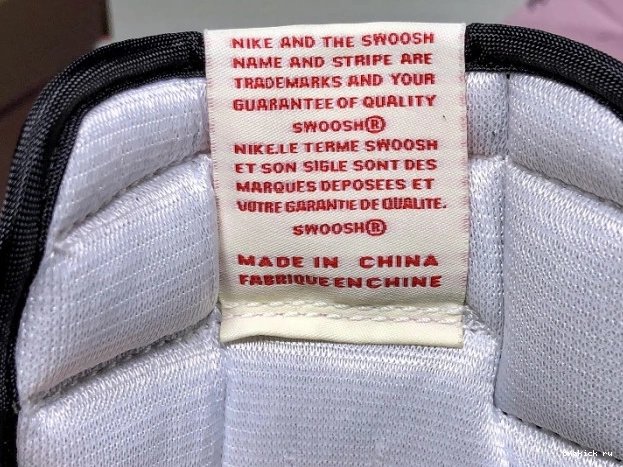 NIKE AND THE SWOOSH
NAME AND STRIPE ARE
TRADEMARKS AND YOUR
GUARANTEE OF QUALITY
SWOOSH®
NIKE.LE TERME SWOOSH
ET SON SIGLE SONT DES
MARQUES DEPOSEES ET
VOTRE GARANTIE DE QUALITE.
SWOOSH®
MADE IN CHINA
FABRIQUE EN CHINE